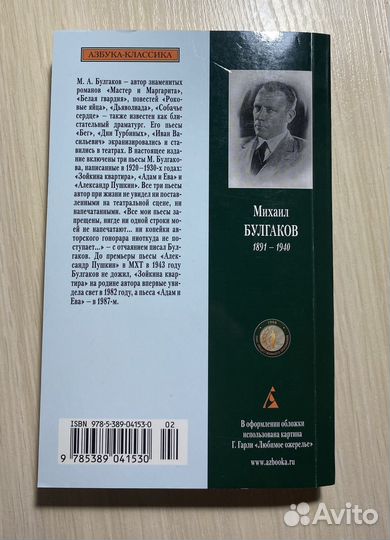 АЗБУКА-КЛАССИКА
М. А. Булгаков – автор знаменитых
романов «Мастер и Маргарита»,
«Белая гвардия», повестей «Роко-
вые яйца», «Дьяволиада», «Собачье
сердце» – также известен как бли-
стательный драматург. Его пьесы
«Бег», «Дни Турбиных», «Иван Ва-
сильевич» экранизировались и ста-
вились в театрах. В настоящее изда-
ние включены три пьесы М. Булгако-
ва, написанные в 1920–1930-х годах:
«Зойкина квартира», «Адам и Ева» и
«Александр Пушкин». Все три пьесы
автор при жизни не увидел ни постав-
ленными на театральной сцене, ни
напечатанными. «Все мои пьесы за-
прещены, нигде ни одной строки мо-
ей не напечатают... ни копейки ав-
торского гонорара ниоткуда не по-
ступает...» – с отчаянием писал Бул-
гаков. До премьеры пьесы «Алек-
сандр Пушкин» в МХТ в 1943 году
Булгаков не дожил, «Зойкина квар-
тира» на родине автора впервые уви-
дела свет в 1982 году, а пьеса «Адам и
Ева» – в 1987-м.
Михаил
БУЛГАКОВ
1891 – 1940
ISBN 978-5-389-04153-0
02
9 785389 041530
В оформлении обложки
использована картина
Г. Гарли «Любимое ожерелье»
www.azbooka.ru
Avito